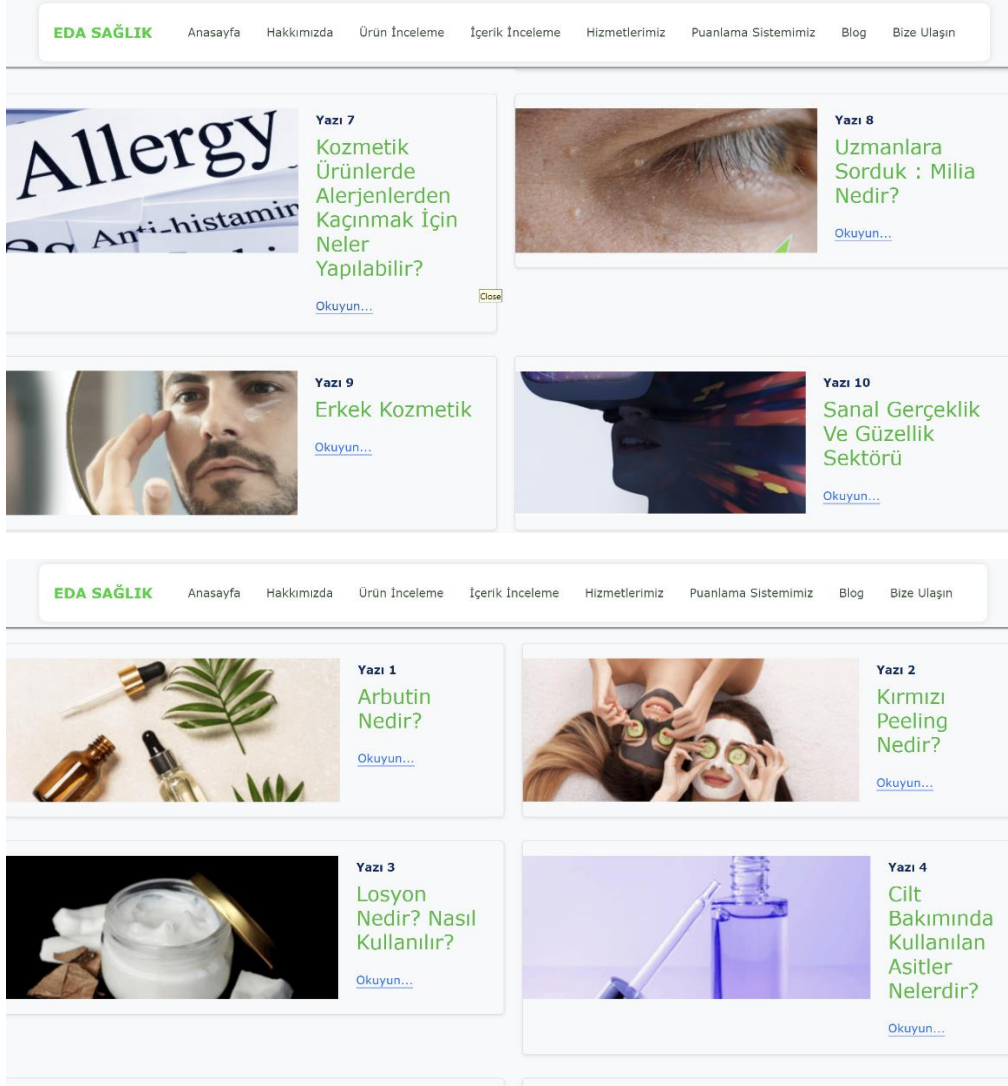 EDA SAĞLIK Anasayfa Hakkımızda Ürün İnceleme İçerik İnceleme Hizmetlerimiz Puanlama Sistemimiz Blog Bize Ulaşın
Allergy
Anti-histamin
Yazı 7
Kozmetik
Ürünlerde
Alerjenlerden
Kaçınmak İçin
Neler
Yapılabilir?
Okuyun...
Close
Yazı 8
Uzmanlara
Sorduk : Milia
Nedir?
Okuyun...
Yazı 9
Erkek Kozmetik
Okuyun...
Yazı 10
Sanal Gerçeklik
Ve Güzellik
Sektörü
Okuyun...
EDA SAĞLIK Anasayfa Hakkımızda Ürün İnceleme İçerik İnceleme Hizmetlerimiz Puanlama Sistemimiz Blog Bize Ulaşın
Yazı 1
Arbutin
Nedir?
Okuyun...
Yazı 2
Kırmızı
Peeling
Nedir?
Okuyun...
Yazı 3
Losyon
Nedir? Nasıl
Kullanılır?
Okuyun...
Yazı 4
Cilt
Bakımında
Kullanılan
Asitler
Nelerdir?
Okuyun...